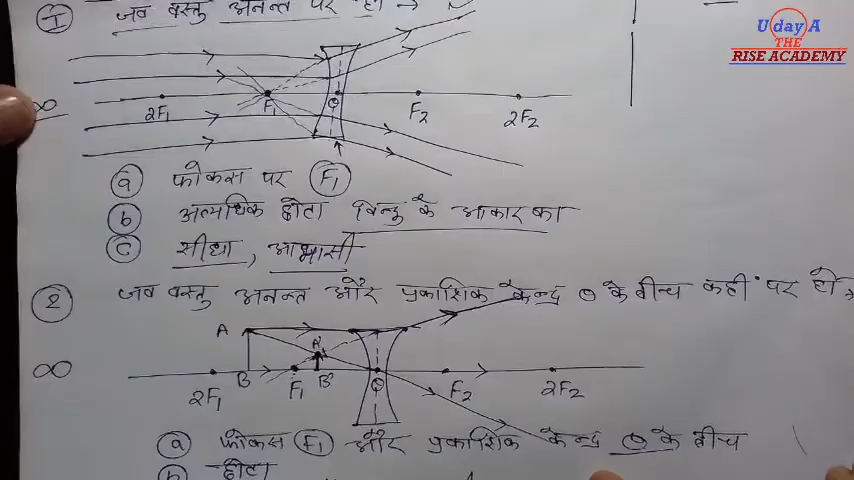 ① जब वस्तु अनन्त पर हो →
U day A
THE
RISE ACADEMY
∞ 2F₁ F₁ O F₂ 2F₂
ⓐ फोकस पर F₁
ⓑ अत्यधिक छोटा बिन्दु के आकार का
ⓒ सीधा, आभासी
② जब वस्तु अनन्त और प्रकाशिक केन्द्र O के बीच कहीं पर हो →
A A'
∞ 2F₁ B F₁ B' O F₂ 2F₂
ⓐ फोकस F₁ और प्रकाशिक केन्द्र O के बीच
ⓑ छोटा